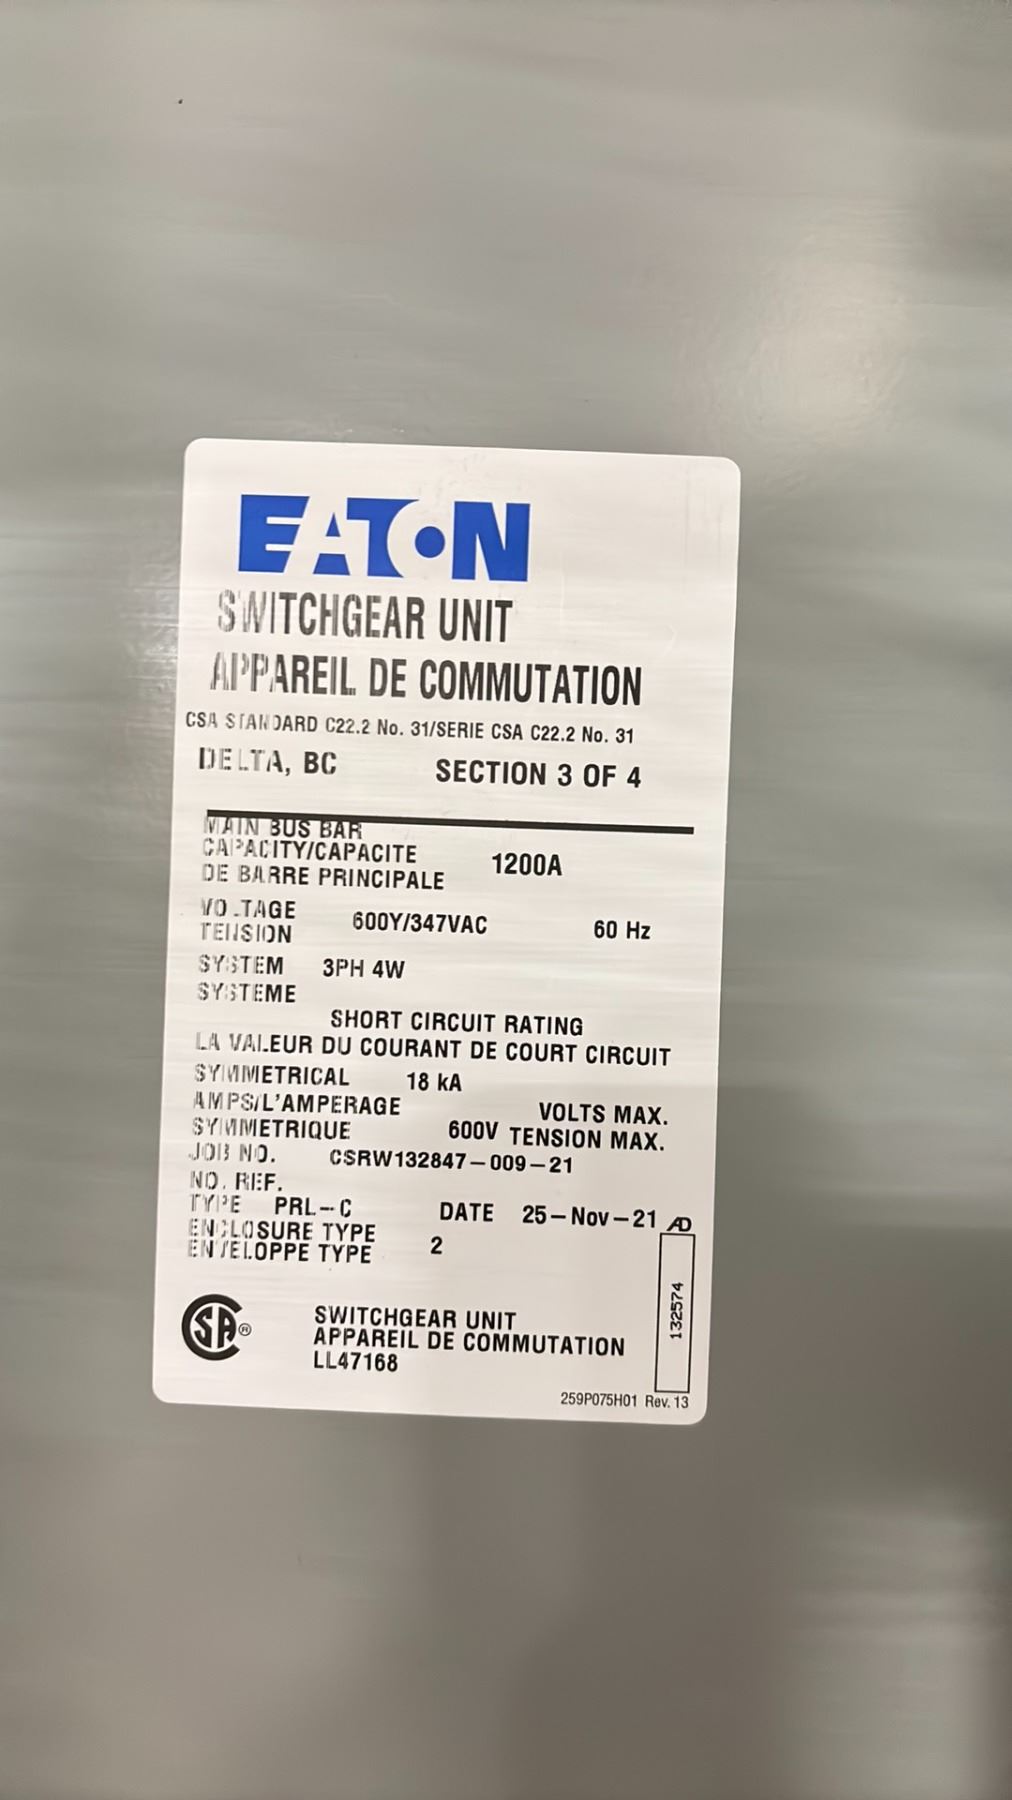 EATON
SWITCHGEAR UNIT
APPAREIL DE COMMUTATION
CSA STANDARD C22.2 No. 31/SERIE CSA C22.2 No. 31
DELTA, BC SECTION 3 OF 4
MAIN BUS BAR
CAPACITY/CAPACITE 1200A
DE BARRE PRINCIPALE
VOLTAGE 600Y/347VAC 60 Hz
TENSION
SYSTEM 3PH 4W
SYSTEME
SHORT CIRCUIT RATING
LA VALEUR DU COURANT DE COURT CIRCUIT
SYMMETRICAL 18 kA
AMPS/L'AMPERAGE VOLTS MAX.
SYMMETRIQUE 600V TENSION MAX.
JOB NO. CSRW132847-009-21
NO. REF.
TYPE PRL-C DATE 25-Nov-21 AD
ENCLOSURE TYPE 2
ENVELOPPE TYPE
132574
SA ®
SWITCHGEAR UNIT
APPAREIL DE COMMUTATION
LL47168
259P075H01 Rev. 13